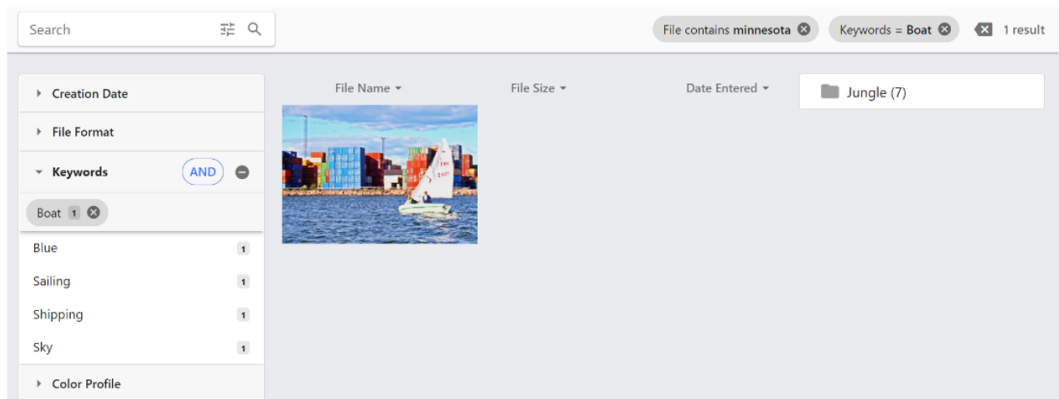 Search
File contains minnesota
Keywords = Boat
1 result
Creation Date
File Format
Keywords AND
Boat 1
Blue 1
Sailing 1
Shipping 1
Sky 1
Color Profile
File Name
File Size
Date Entered
Jungle (7)